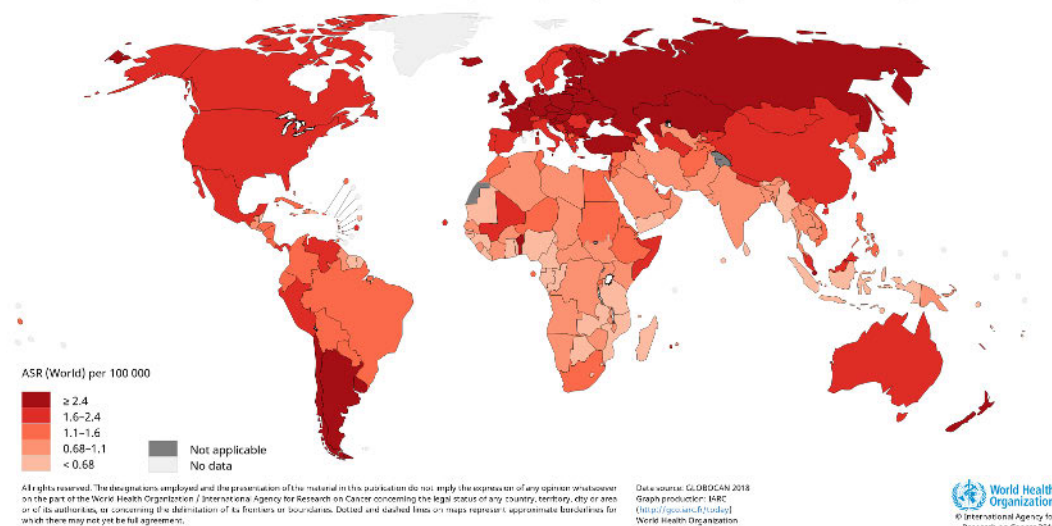 ASR (World) per 100 000
≥ 2.4
1.6–2.4
1.1–1.6
0.68–1.1
< 0.68
Not applicable
No data
All rights reserved. The designations employed and the presentation of the material in this publication do not imply the expression of any opinion whatsoever
on the part of the World Health Organization / International Agency for Research on Cancer concerning the legal status of any country, territory, city or area
or of its authorities, or concerning the delimitation of its frontiers or boundaries. Dotted and dashed lines on maps represent approximate borderlines for
which there may not yet be full agreement.
Data source: GLOBOCAN 2018
Graph production: IARC
(http://gco.iarc.fr/today)
World Health Organization
World Health
Organization
© International Agency for